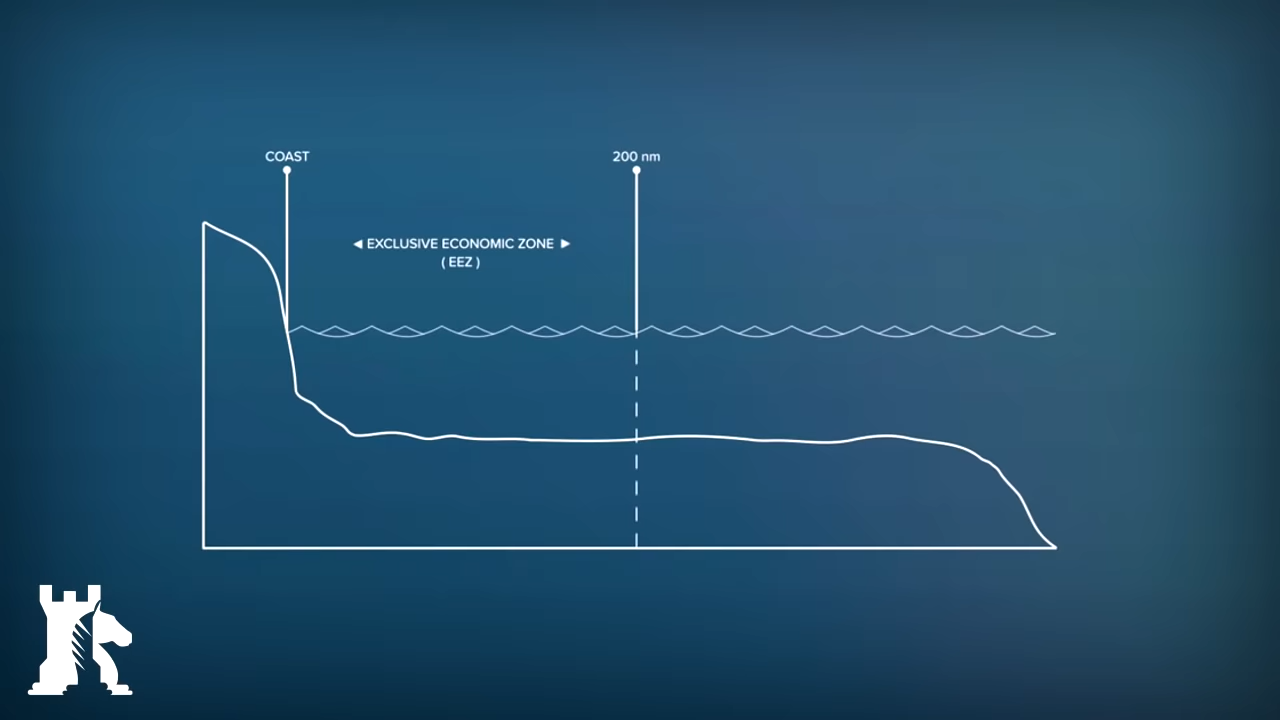 COAST
200 nm
◄ EXCLUSIVE ECONOMIC ZONE ►
( EEZ )